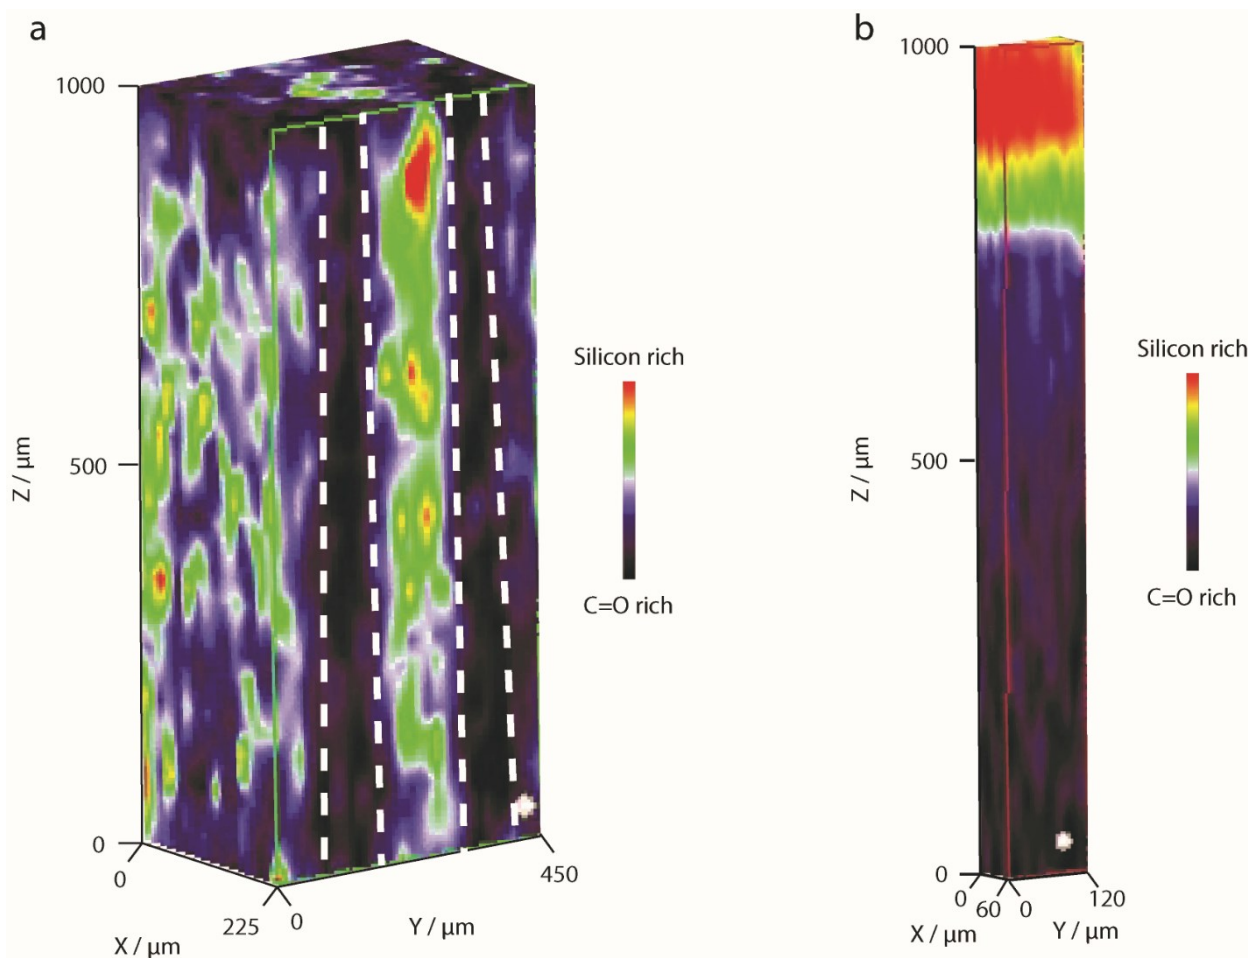 a
1000
500
0
Z / µm
0
225
X / µm
0
450
Y / µm
Silicon rich
C=O rich
b
1000
500
0
Z / µm
0
60
X / µm
0
120
Y / µm
Silicon rich
C=O rich